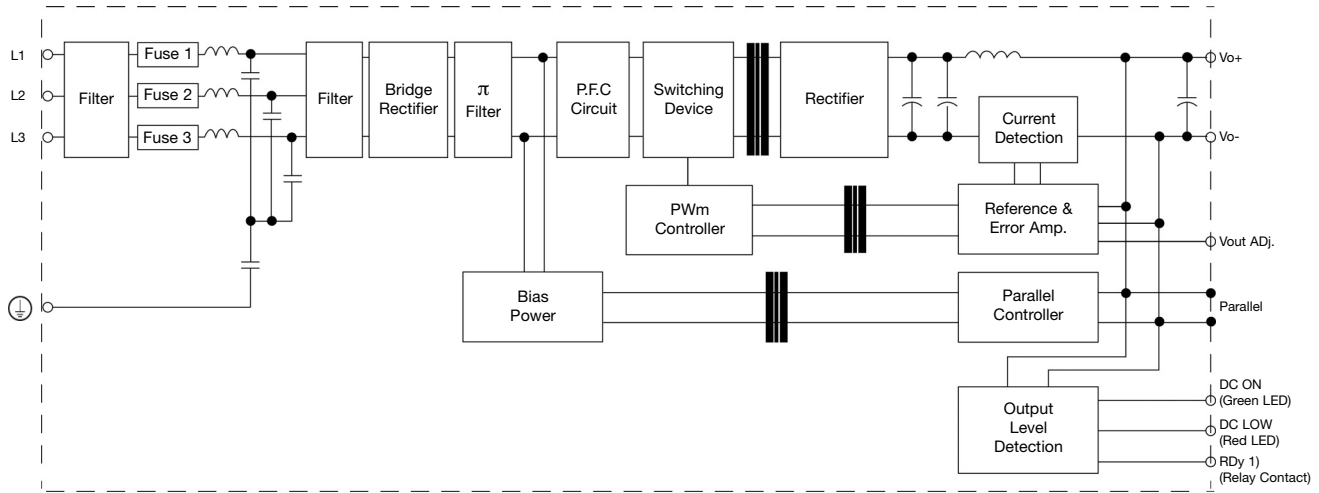 L1
L2
L3
Filter
Fuse 1
Fuse 2
Fuse 3
Filter
Bridge
Rectifier
π
Filter
P.F.C
Circuit
Switching
Device
Rectifier
Current
Detection
Vo+
Vo-
PWm
Controller
Reference &
Error Amp.
Vout ADj.
Bias
Power
Parallel
Controller
Parallel
Output
Level
Detection
DC ON
(Green LED)
DC LOW
(Red LED)
RDy 1)
(Relay Contact)